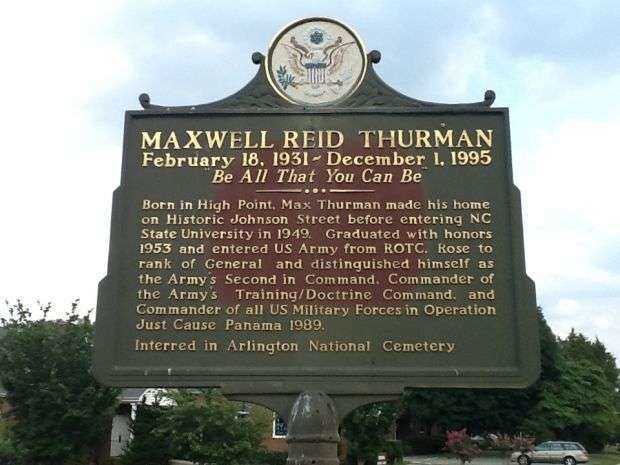 MAXWELL REID THURMAN
February 18, 1931~December 1, 1995
"Be All That You Can Be"
Born in High Point, Max Thurman made his home
on Historic Johnson Street before entering NC
State University in 1949. Graduated with honors
1953 and entered US Army from ROTC. Rose to
rank of General and distinguished himself as
the Army's Second in Command, Commander of
the Army's Training/Doctrine Command, and
Commander of all US Military Forces in Operation
Just Cause Panama 1989.
Interred in Arlington National Cemetery